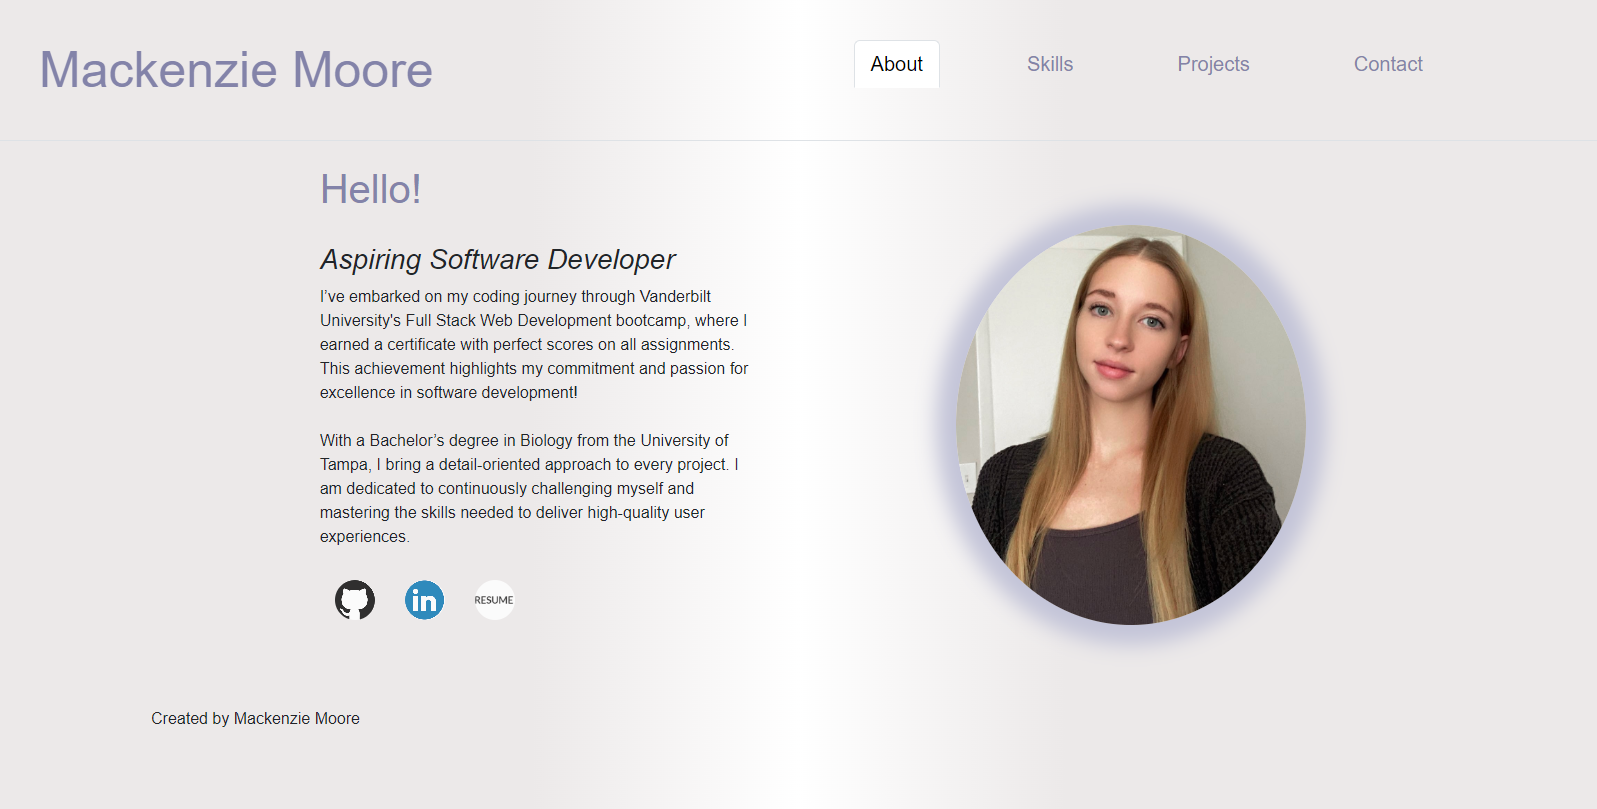 Mackenzie Moore
About
Skills
Projects
Contact
Hello!
Aspiring Software Developer
I’ve embarked on my coding journey through Vanderbilt
University's Full Stack Web Development bootcamp, where I
earned a certificate with perfect scores on all assignments.
This achievement highlights my commitment and passion for
excellence in software development!
With a Bachelor’s degree in Biology from the University of
Tampa, I bring a detail-oriented approach to every project. I
am dedicated to continuously challenging myself and
mastering the skills needed to deliver high-quality user
experiences.
in
RESUME
Created by Mackenzie Moore